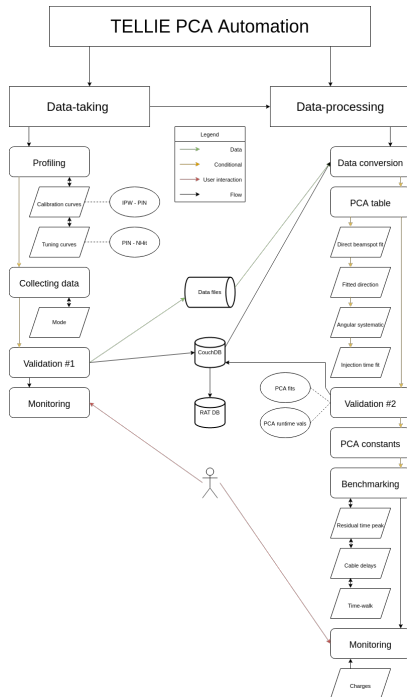 TELLIE PCA Automation
Data-taking
Data-processing
Legend
Data
Conditional
User interaction
Flow
Profiling
Calibration curves
IPW - PIN
Tuning curves
PIN - NHit
Collecting data
Mode
Validation #1
Monitoring
Data files
CouchDB
RAT DB
Data conversion
PCA table
Direct beamspot fit
Fitted direction
Angular systematic
Injection time fit
PCA fits
PCA runtime vals
Validation #2
PCA constants
Benchmarking
Residual time peak
Cable delays
Time-walk
Monitoring
Charges